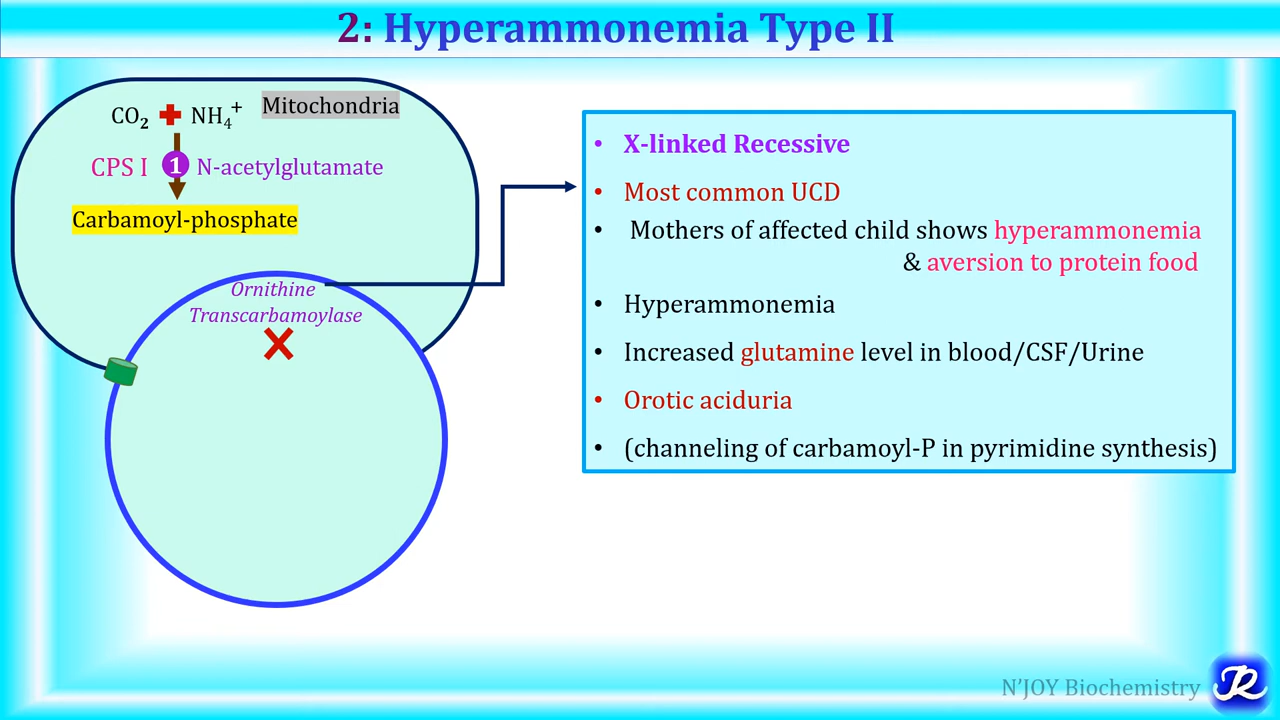 2: Hyperammonemia Type II
CO₂ + NH₄⁺ Mitochondria
CPS I 1 N-acetylglutamate
Carbamoyl-phosphate
Ornithine
Transcarbamoylase
• X-linked Recessive
• Most common UCD
• Mothers of affected child shows hyperammonemia
& aversion to protein food
• Hyperammonemia
• Increased glutamine level in blood/CSF/Urine
• Orotic aciduria
• (channeling of carbamoyl-P in pyrimidine synthesis)
N'JOY Biochemistry